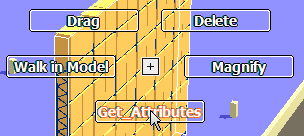 Drag
Delete
Walk in Model
Magnify
Get Attributes